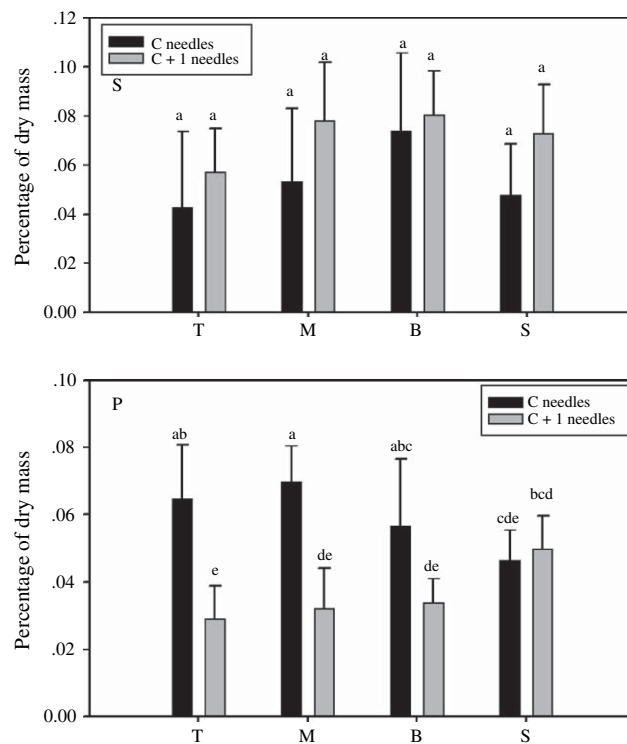 .12
C needles
C + 1 needles
S
a a a a a a a a
.10
.08
.06
.04
.02
0.00
Percentage of dry mass
T M B S
.10
P
C needles
C + 1 needles
ab a abc
bcd
cde
e de de
.08
.06
.04
.02
0.00
Percentage of dry mass
T M B S